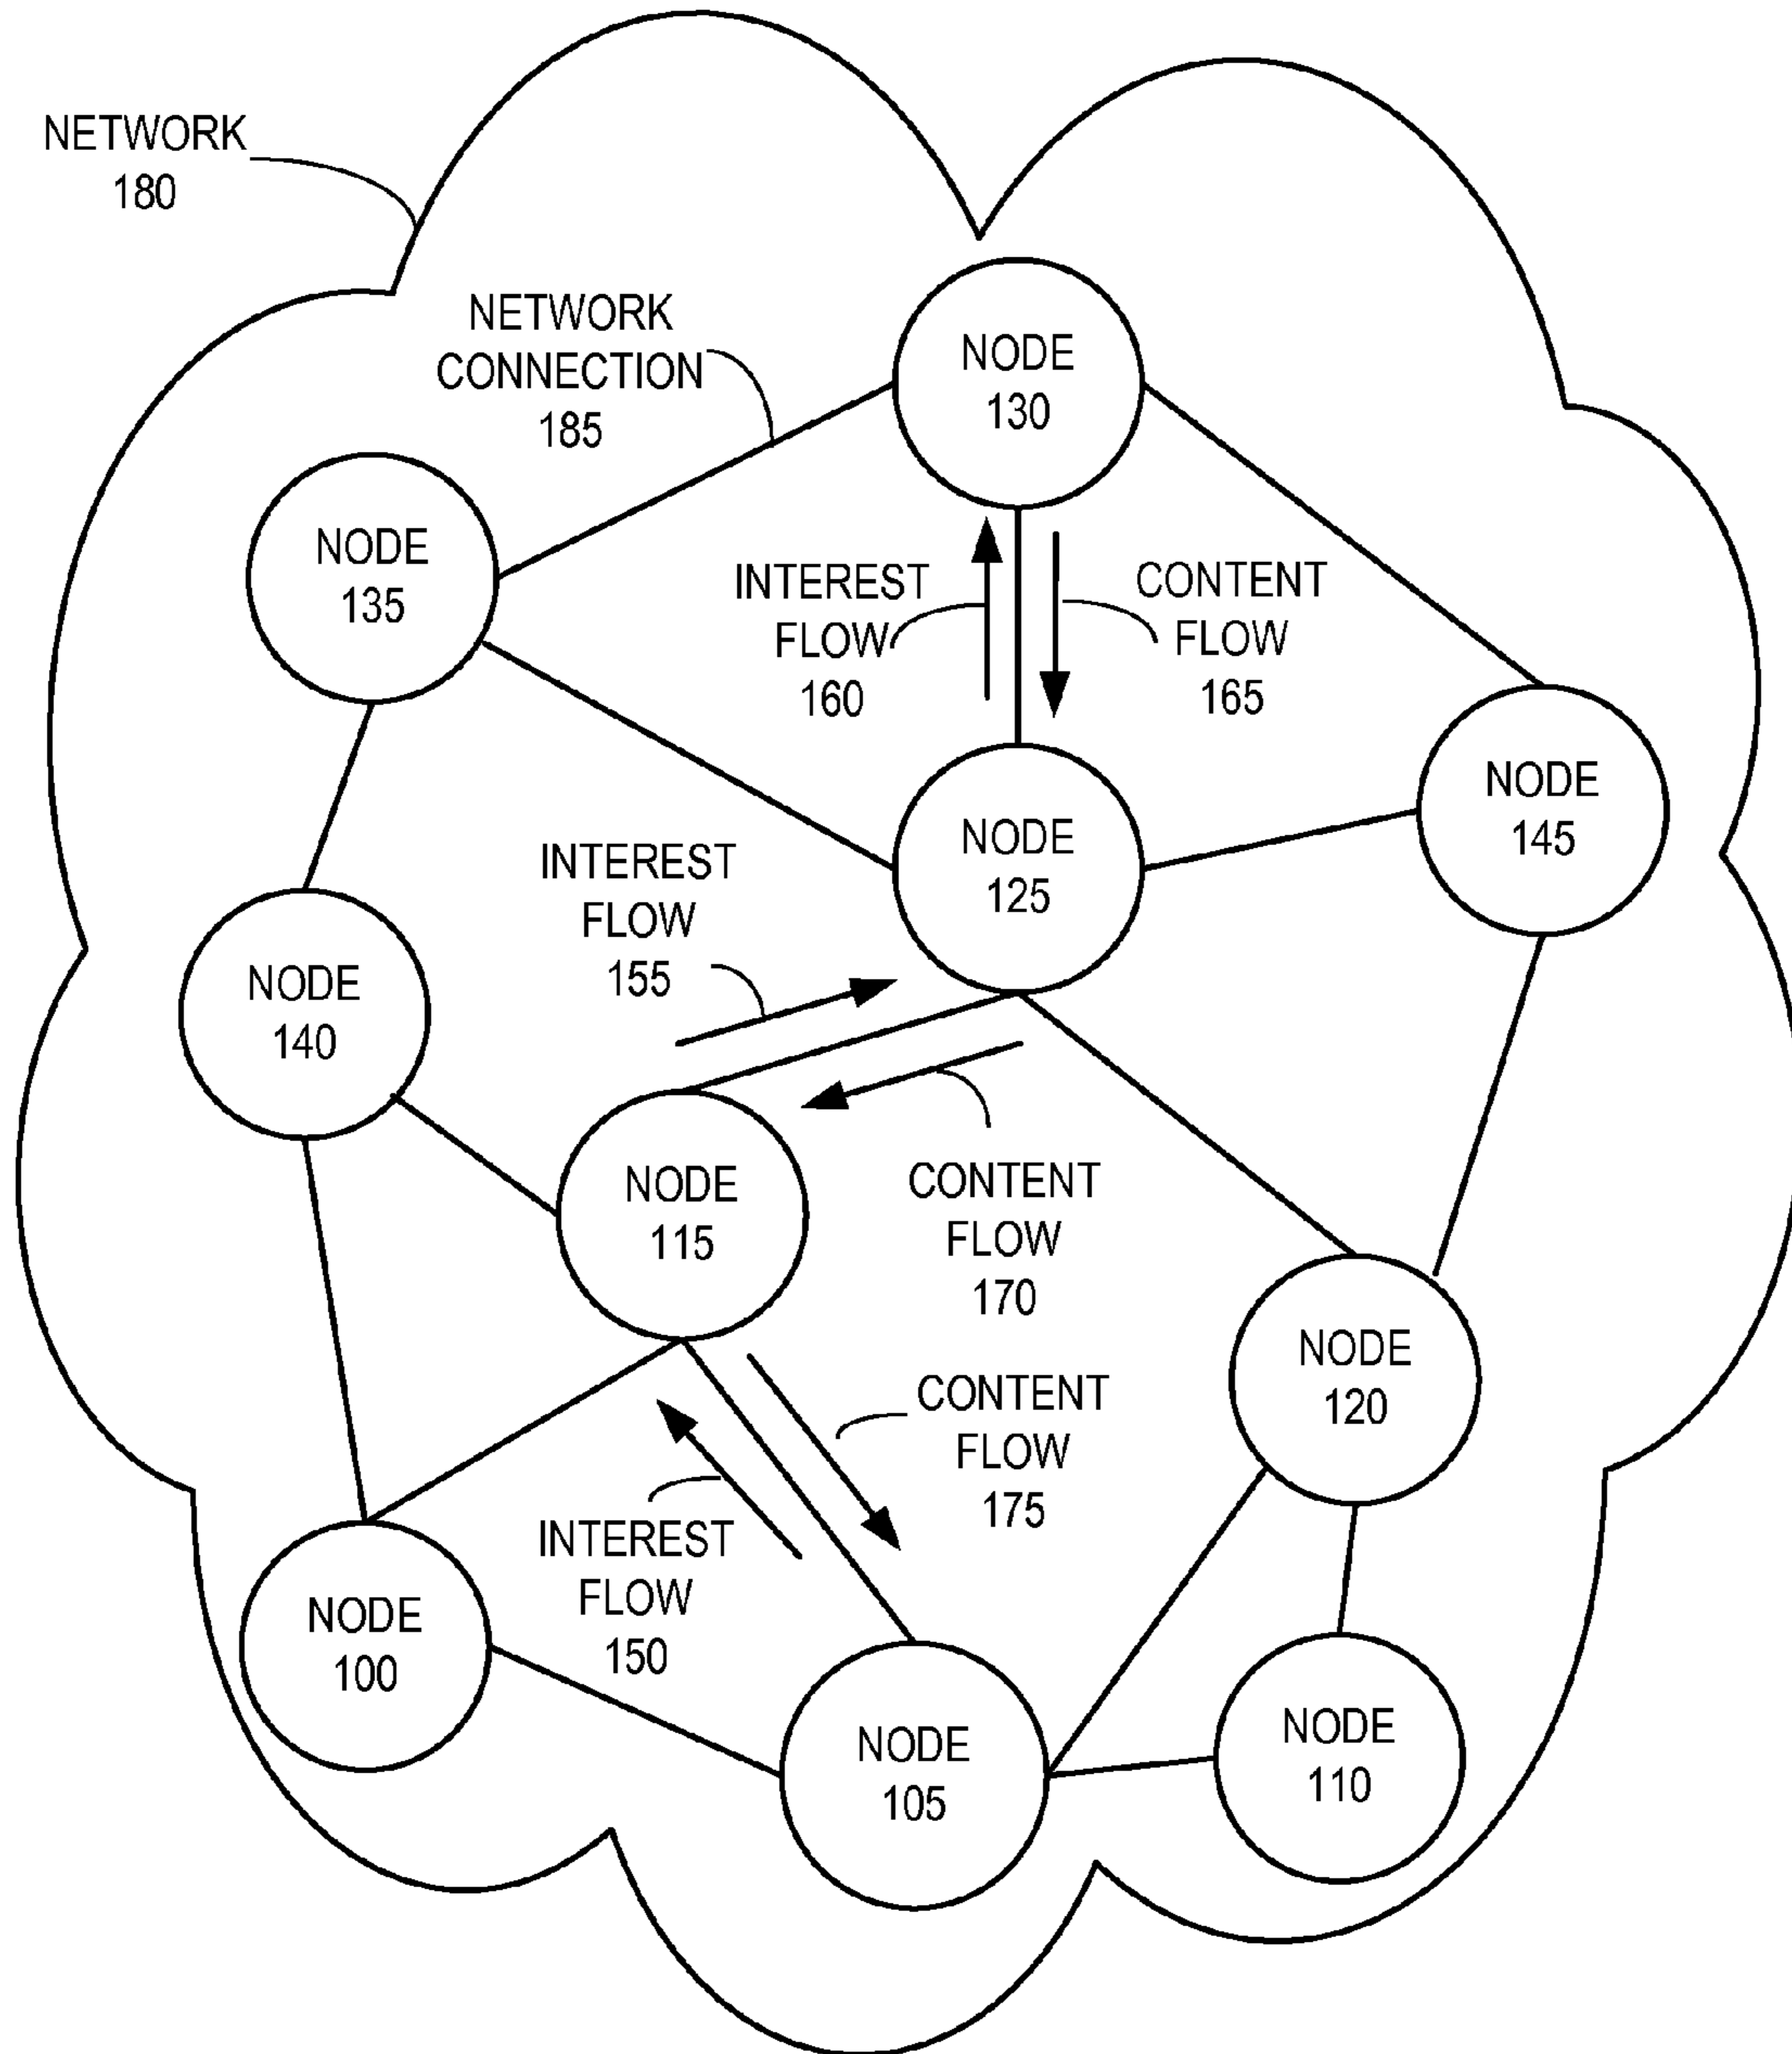 NETWORK
180
NETWORK
CONNECTION
185
NODE
130
NODE
135
INTEREST
FLOW
160
CONTENT
FLOW
165
NODE
145
NODE
125
INTEREST
FLOW
155
NODE
140
NODE
115
CONTENT
FLOW
170
NODE
120
CONTENT
FLOW
175
INTEREST
FLOW
150
NODE
100
NODE
105
NODE
110